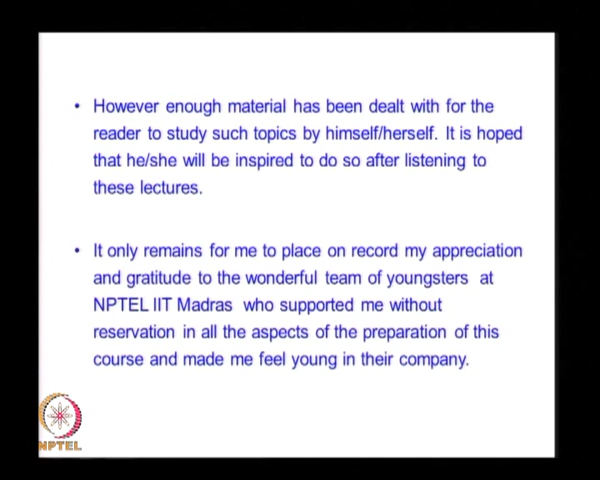 • However enough material has been dealt with for the
reader to study such topics by himself/herself. It is hoped
that he/she will be inspired to do so after listening to
these lectures.
• It only remains for me to place on record my appreciation
and gratitude to the wonderful team of youngsters at
NPTEL IIT Madras who supported me without
reservation in all the aspects of the preparation of this
course and made me feel young in their company.
NPTEL